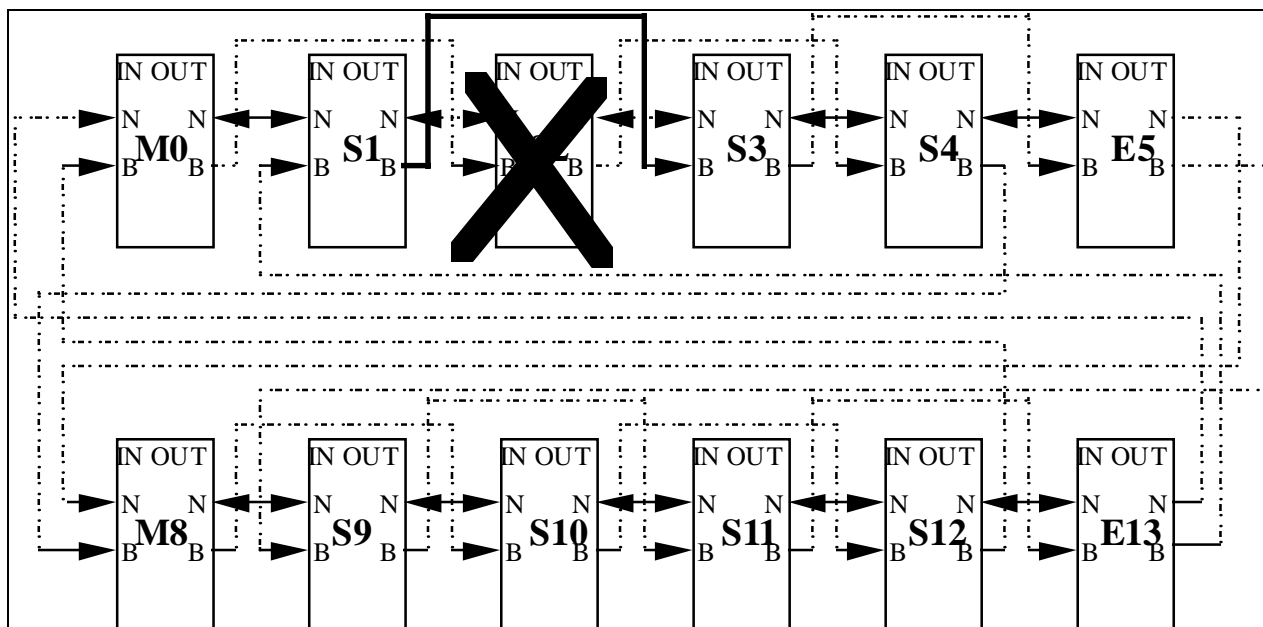 IN OUT IN OUT IN OUT IN OUT IN OUT IN OUT
N N N N N N N N N N
M0 S1 S3 S4 E5
B B B B B B B B B B B B
IN OUT IN OUT IN OUT IN OUT IN OUT IN OUT
N N N N N N N N N N N N
M8 S9 S10 S11 S12 E13
B B B B B B B B B B B B